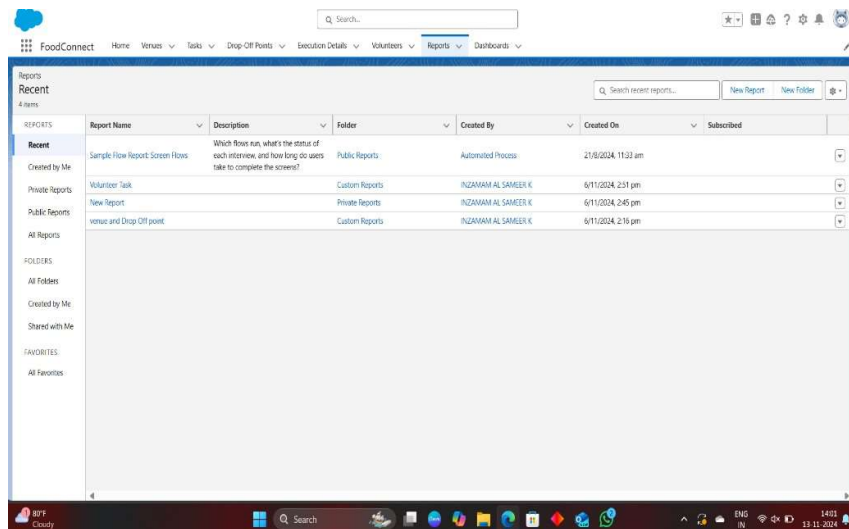 Search...
FoodConnect Home Venues Tasks Drop-Off Points Execution Details Volunteers Reports Dashboards
Reports
Recent
4 items
Search recent reports...
New Report New Folder
REPORTS
Recent
Created by Me
Private Reports
Public Reports
All Reports
FOLDERS
All Folders
Created by Me
Shared with Me
FAVORITES
All Favorites
Report Name Description Folder Created By Created On Subscribed
Sample Flow Report: Screen Flows
Which flows run, what's the status of
each interview, and how long do users
take to complete the screens?
Public Reports Automated Process 21/8/2024, 11:33 am
Volunteer Task Custom Reports INZAMAM AL SAMEER K 6/11/2024, 2:51 pm
New Report Private Reports INZAMAM AL SAMEER K 6/11/2024, 2:45 pm
venue and Drop Off point Custom Reports INZAMAM AL SAMEER K 6/11/2024, 2:16 pm
80°F
Cloudy
Search
ENG
IN
14:01
13-11-2024